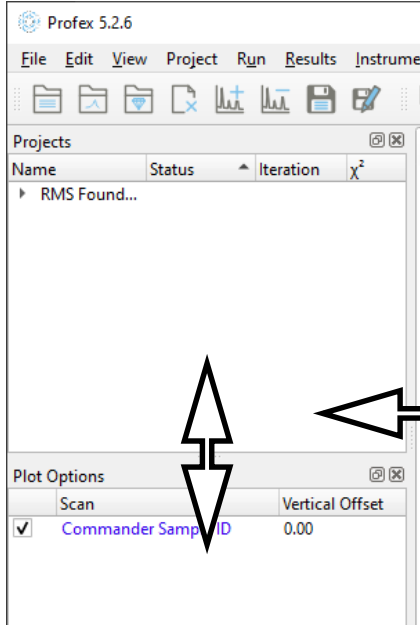 Profex 5.2.6
File Edit View Project Run Results Instrume
Projects
Name Status Iteration χ²
RMS Found...
Plot Options
Scan Vertical Offset
Commander Samp ID 0.00